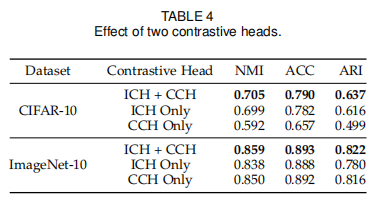 TABLE 4
Effect of two contrastive heads.
Dataset Contrastive Head NMI ACC ARI
ICH + CCH 0.705 0.790 0.637
CIFAR-10 ICH Only 0.699 0.782 0.616
CCH Only 0.592 0.657 0.499
ICH + CCH 0.859 0.893 0.822
ImageNet-10 ICH Only 0.838 0.888 0.780
CCH Only 0.850 0.892 0.816